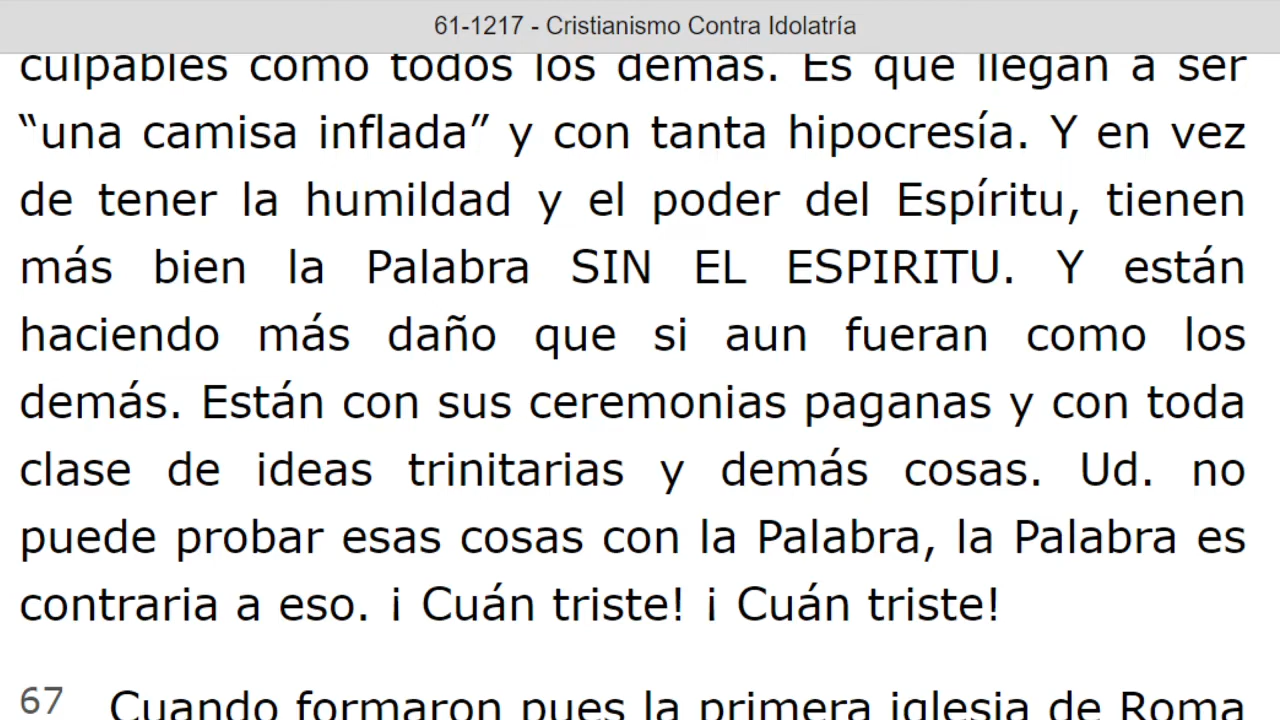 61-1217 - Cristianismo Contra Idolatría
culpables como todos los demás. Es que llegan a ser
“una camisa inflada” y con tanta hipocresía. Y en vez
de tener la humildad y el poder del Espíritu, tienen
más bien la Palabra SIN EL ESPIRITU. Y están
haciendo más daño que si aun fueran como los
demás. Están con sus ceremonias paganas y con toda
clase de ideas trinitarias y demás cosas. Ud. no
puede probar esas cosas con la Palabra, la Palabra es
contraria a eso. ¡ Cuán triste! ¡ Cuán triste!
67 Cuando formaron pues la primera iglesia de Roma